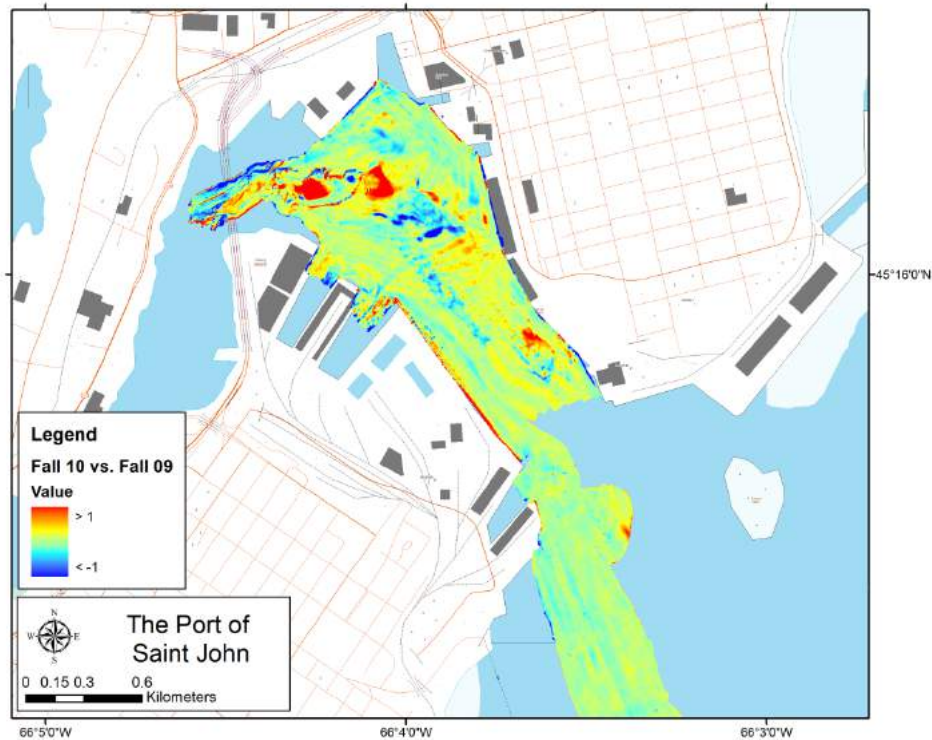 45°16'0"N
Legend
Fall 10 vs. Fall 09
Value
> 1
< -1
N
W E
S
The Port of
Saint John
0 0.15 0.3 0.6
Kilometers
66°5'0"W 66°4'0"W 66°3'0"W